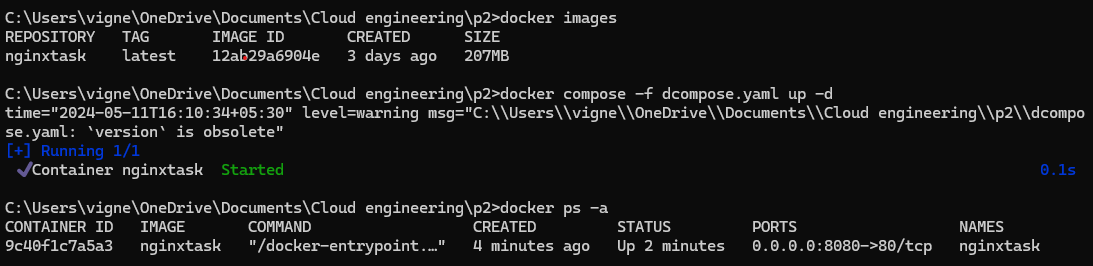 C:\Users\vigne\OneDrive\Documents\Cloud engineering\p2>docker images
REPOSITORY   TAG       IMAGE ID       CREATED      SIZE
nginxtask    latest    12ab29a6904e   3 days ago   207MB
C:\Users\vigne\OneDrive\Documents\Cloud engineering\p2>docker compose -f dcompose.yaml up -d
time="2024-05-11T16:10:34+05:30" level=warning msg="C:\\Users\\vigne\\OneDrive\\Documents\\Cloud engineering\\p2\\dcompo
se.yaml: `version` is obsolete"
[+] Running 1/1
✔Container nginxtask  Started 0.1s
C:\Users\vigne\OneDrive\Documents\Cloud engineering\p2>docker ps -a
CONTAINER ID   IMAGE       COMMAND                  CREATED         STATUS         PORTS                  NAMES
9c40f1c7a5a3   nginxtask   "/docker-entrypoint.…"   4 minutes ago   Up 2 minutes   0.0.0.0:8080->80/tcp   nginxtask